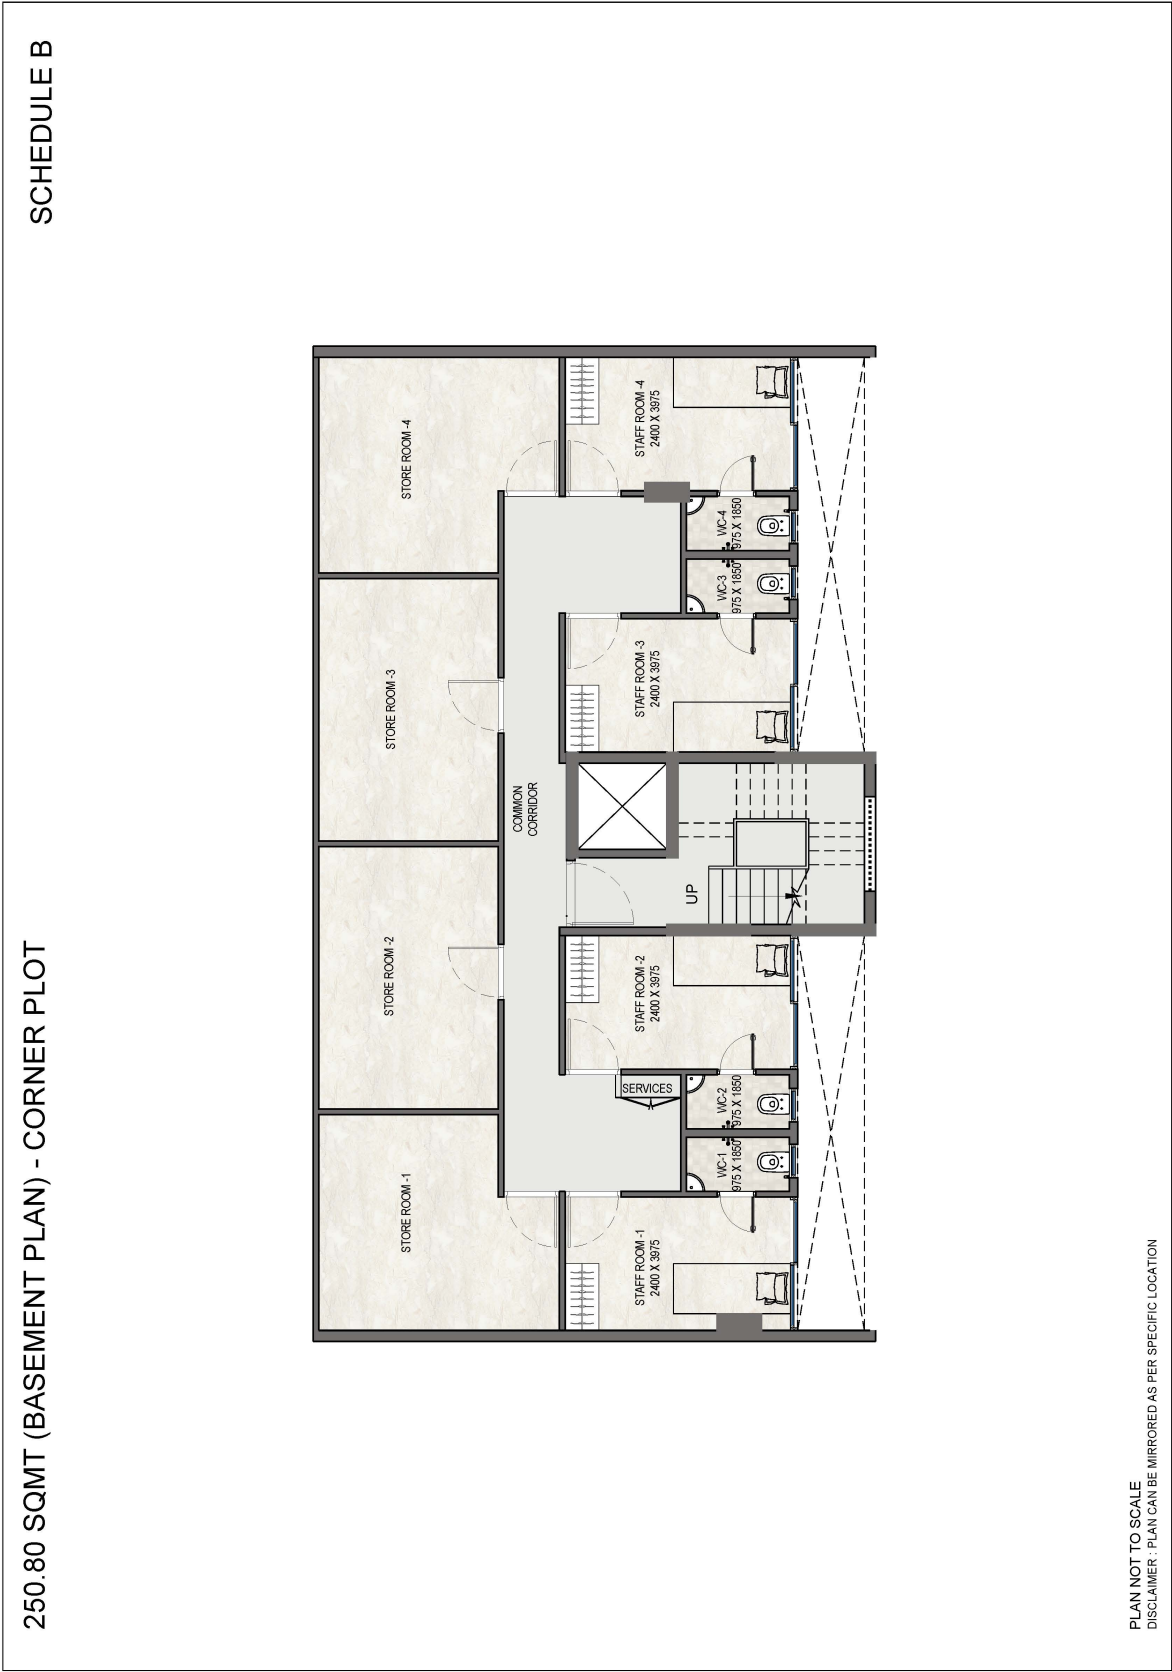 250.80 SQMT (BASEMENT PLAN) - CORNER PLOT
SCHEDULE B
STORE ROOM -1
STORE ROOM -2
STORE ROOM -3
STORE ROOM -4
COMMON
CORRIDOR
STAFF ROOM -1
2400 X 3975
SERVICES
STAFF ROOM -2
2400 X 3975
UP
STAFF ROOM -3
2400 X 3975
STAFF ROOM -4
2400 X 3975
WC-1
975 X 1850
WC-2
975 X 1850
WC-3
975 X 1850
WC-4
975 X 1850
PLAN NOT TO SCALE
DISCLAIMER : PLAN CAN BE MIRRORED AS PER SPECIFIC LOCATION